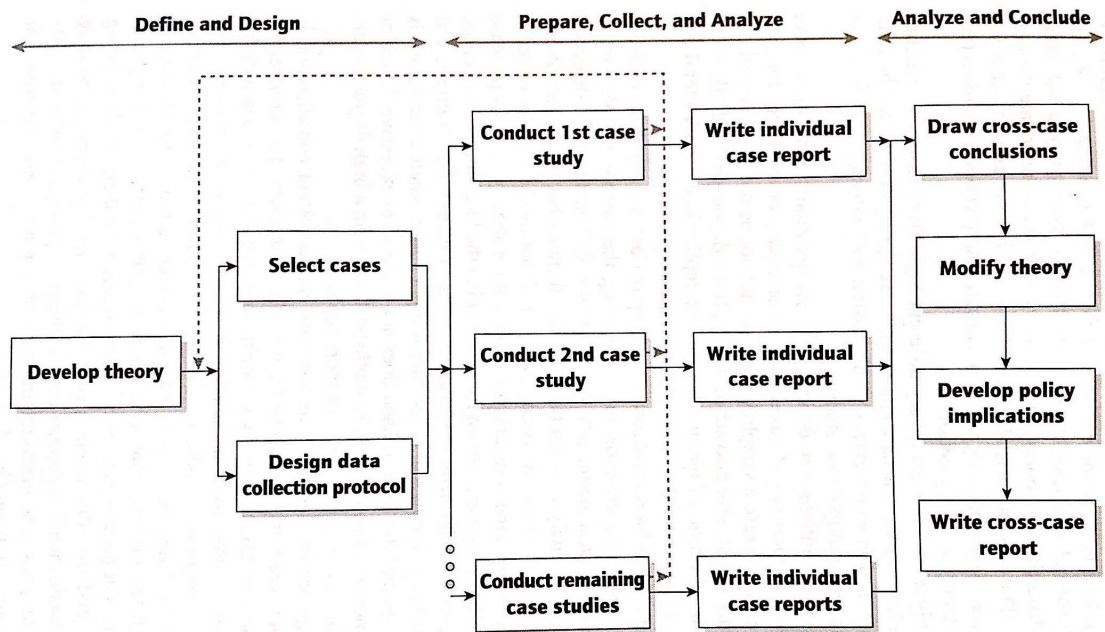 Define and Design
Prepare, Collect, and Analyze
Analyze and Conclude
Develop theory
Select cases
Design data
collection protocol
Conduct 1st case
study
Write individual
case report
Conduct 2nd case
study
Write individual
case report
Conduct remaining
case studies
Write individual
case reports
Draw cross-case
conclusions
Modify theory
Develop policy
implications
Write cross-case
report